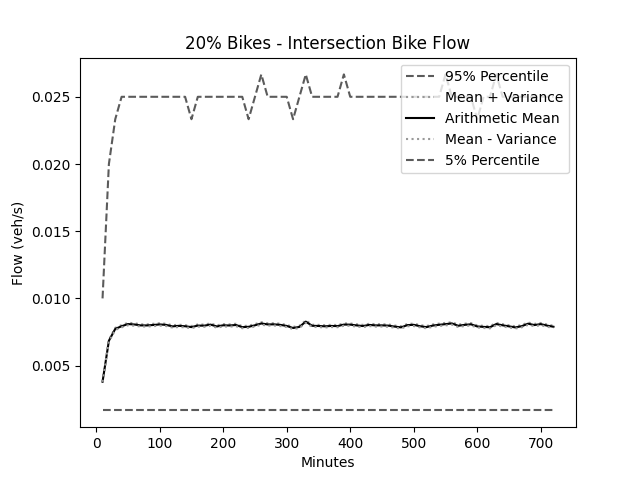 20% Bikes - Intersection Bike Flow
95% Percentile
Mean + Variance
Arithmetic Mean
Mean - Variance
5% Percentile
Flow (veh/s)
0.025
0.020
0.015
0.010
0.005
0 100 200 300 400 500 600 700
Minutes